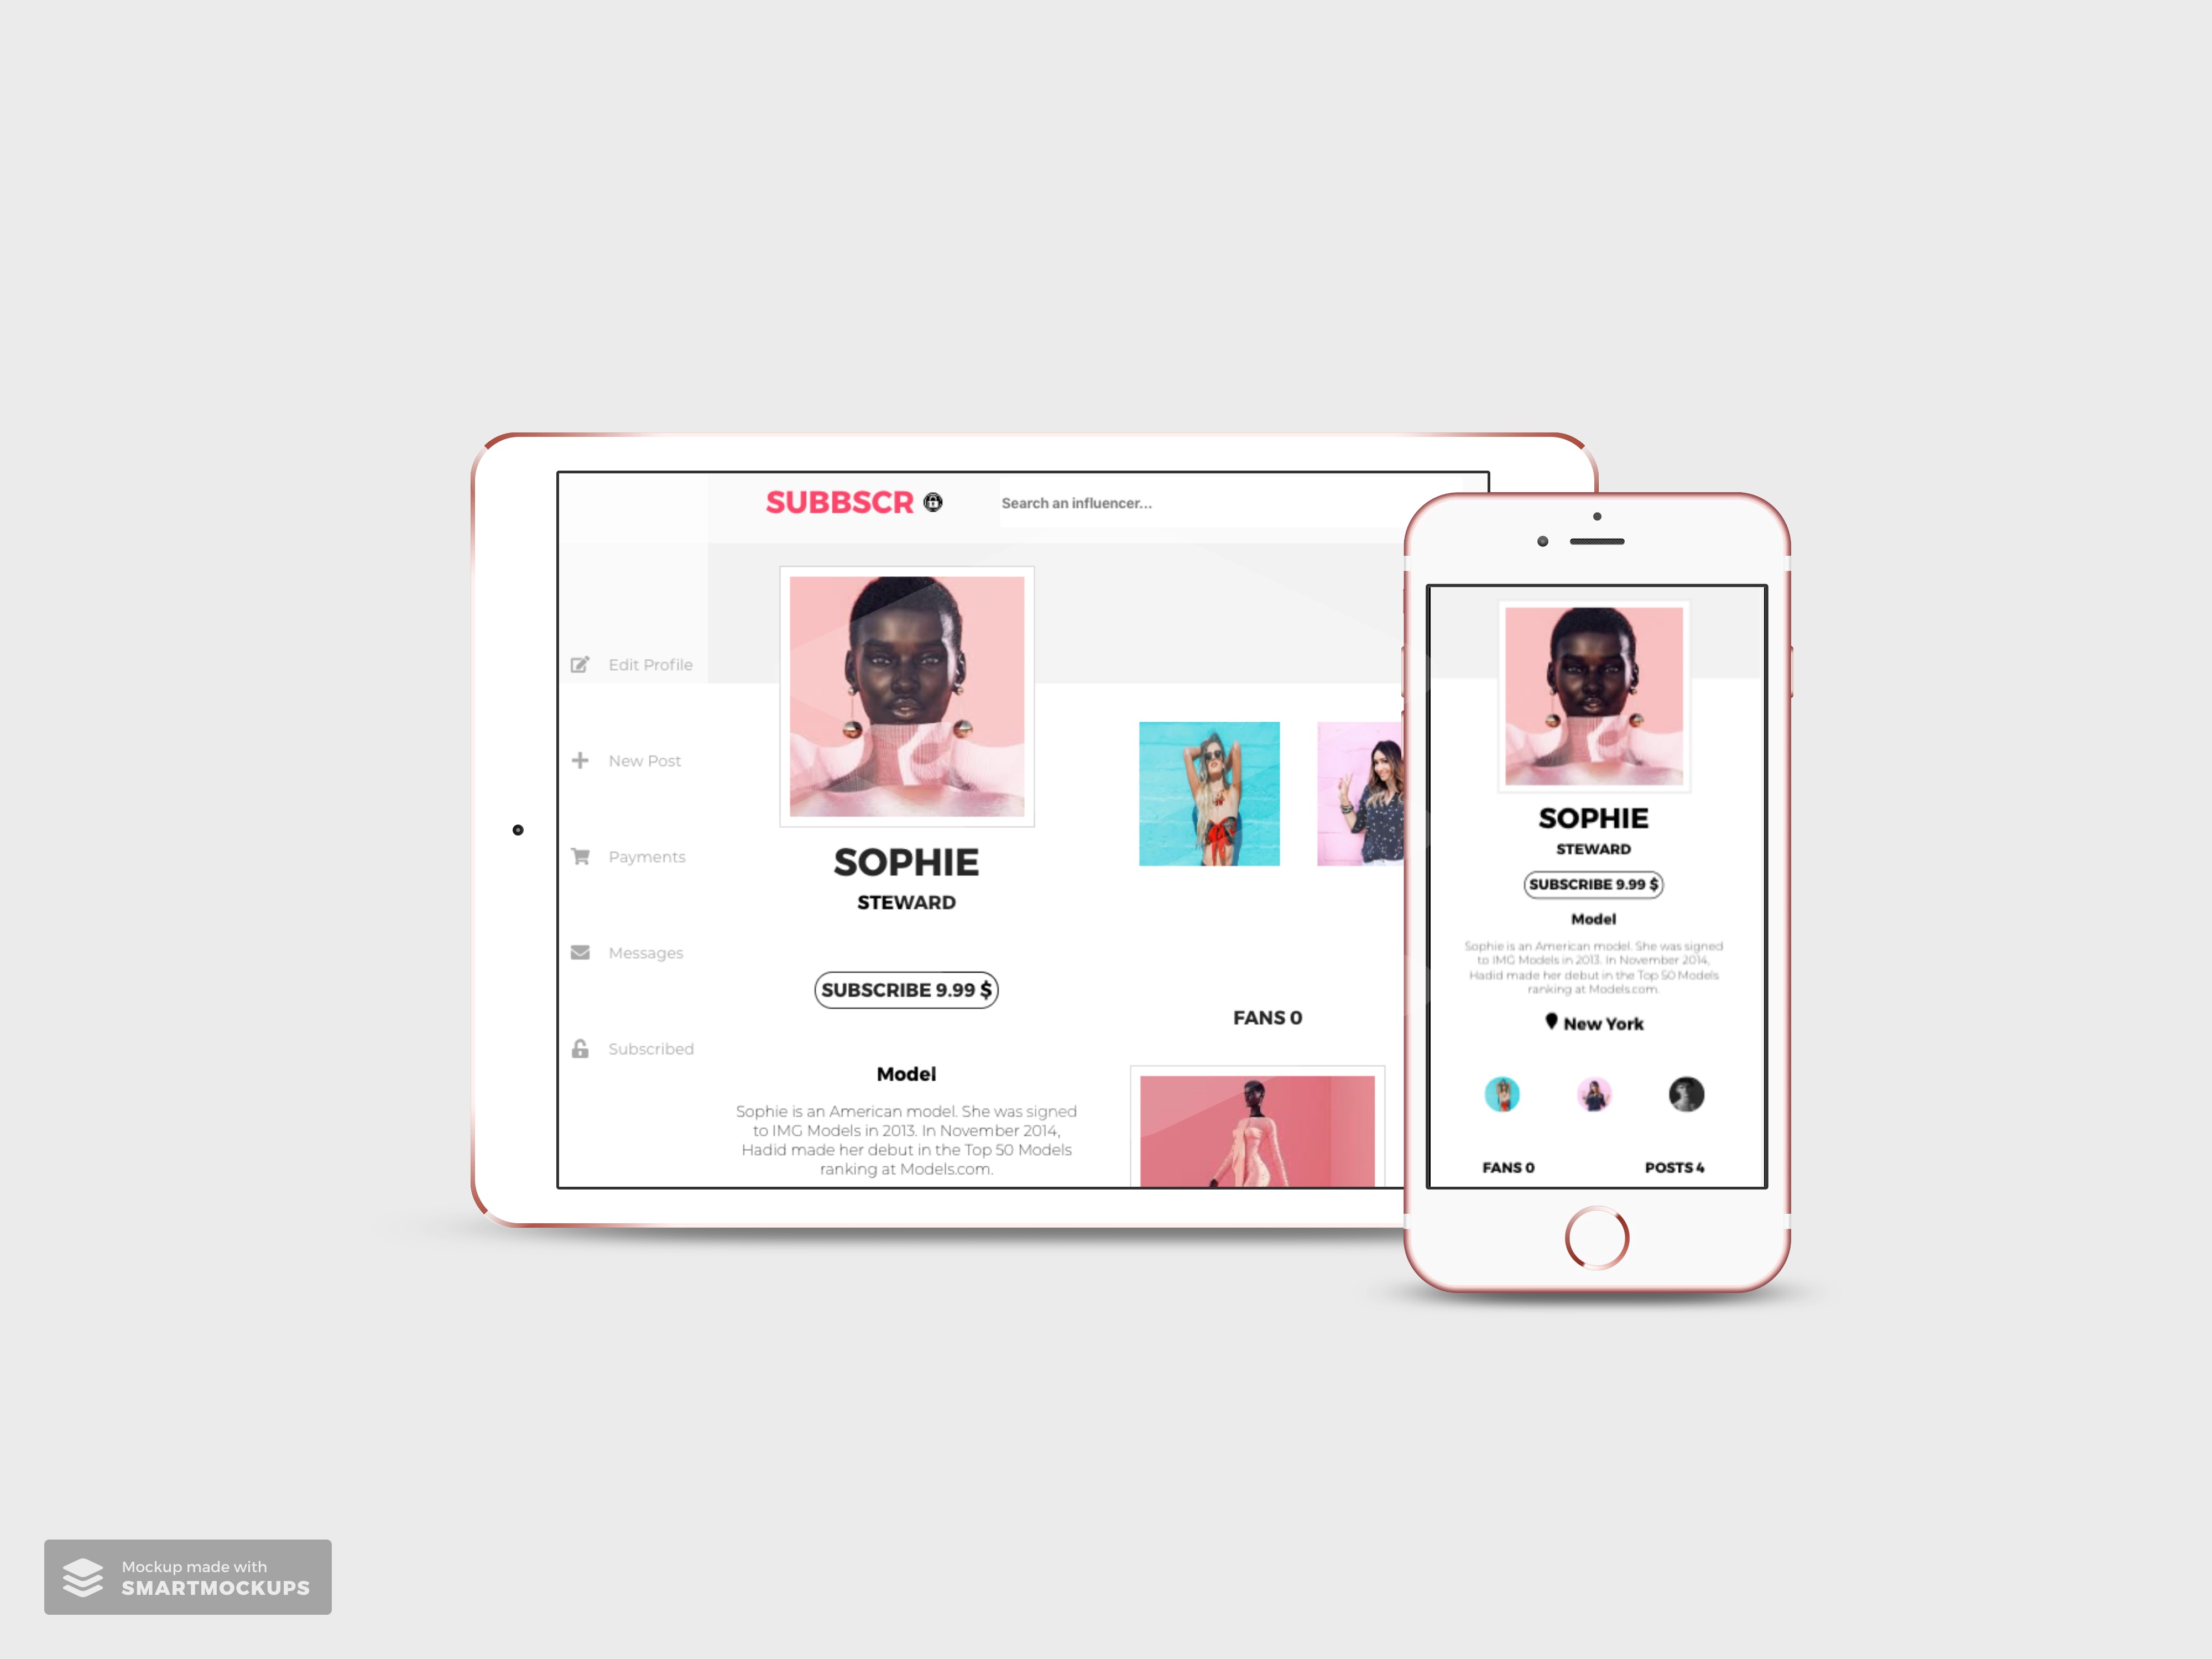 SUBBSCR
Search an influencer...
Edit Profile
New Post
Payments
Messages
Subscribed
SOPHIE
STEWARD
SUBSCRIBE 9.99 $
Model
Sophie is an American model. She was signed
to IMG Models in 2013. In November 2014,
Hadid made her debut in the Top 50 Models
ranking at Models.com.
FANS 0
SOPHIE
STEWARD
SUBSCRIBE 9.99 $
Model
Sophie is an American model. She was signed
to IMG Models in 2013. In November 2014,
Hadid made her debut in the Top 50 Models
ranking at Models.com.
New York
FANS 0
POSTS 4
Mockup made with
SMARTMOCKUPS